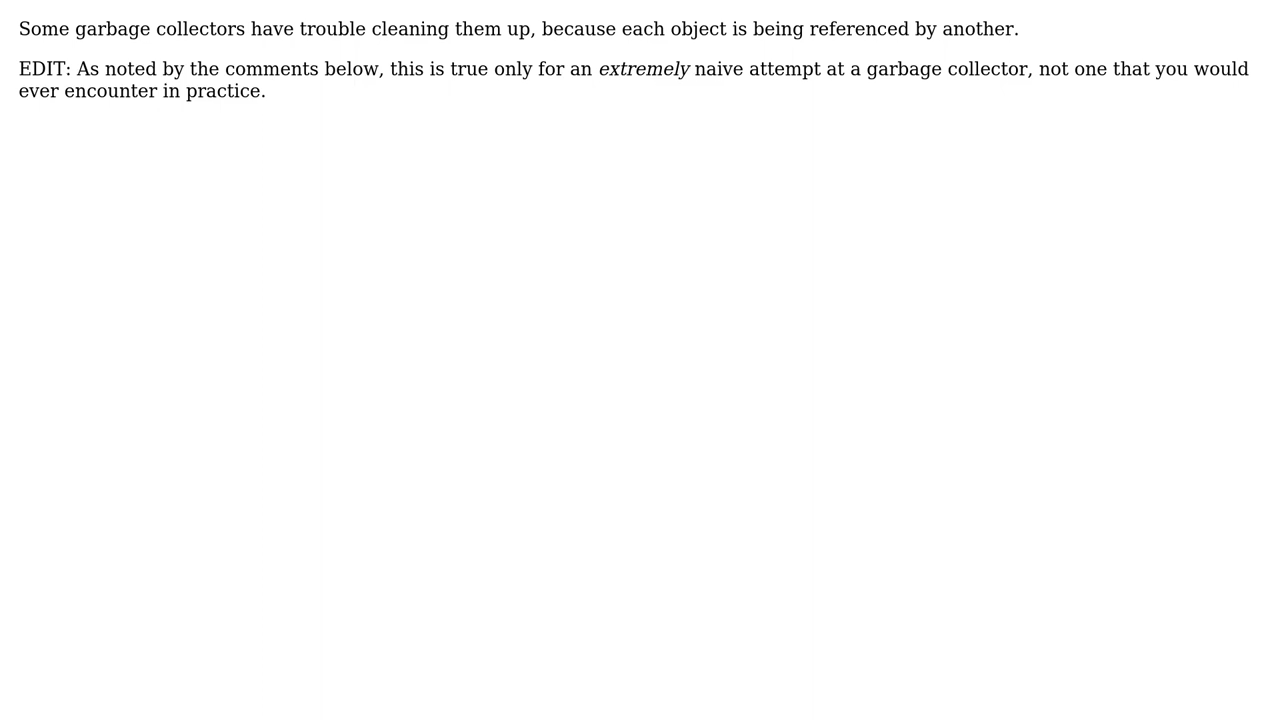 Some garbage collectors have trouble cleaning them up, because each object is being referenced by another.
EDIT: As noted by the comments below, this is true only for an extremely naive attempt at a garbage collector, not one that you would
ever encounter in practice.